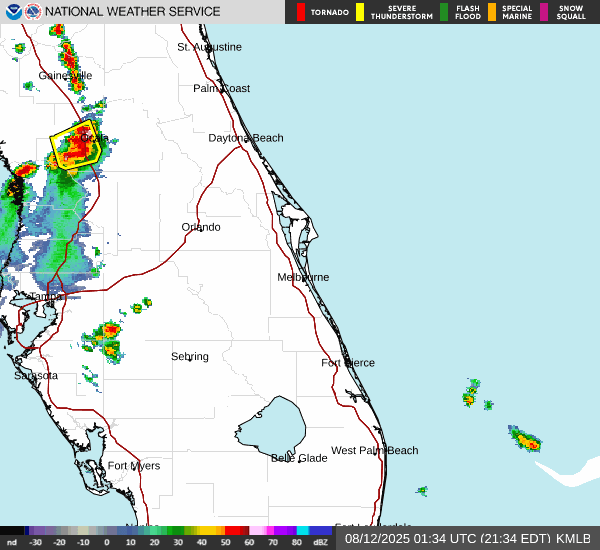 NATIONAL WEATHER SERVICE
TORNADO
SEVERE THUNDERSTORM
FLASH FLOOD
SPECIAL MARINE
SNOW SQUALL
St. Augustine
Gainesville
Palm Coast
Ocala
Daytona Beach
Orlando
Melbourne
Tampa
Sebring
Fort Pierce
Sarasota
West Palm Beach
Belle Glade
Fort Myers
Fort Lauderdale
nd -30 -20 -10 0 10 20 30 40 50 60 70 80 dBZ
08/12/2025 01:34 UTC (21:34 EDT) KMLB